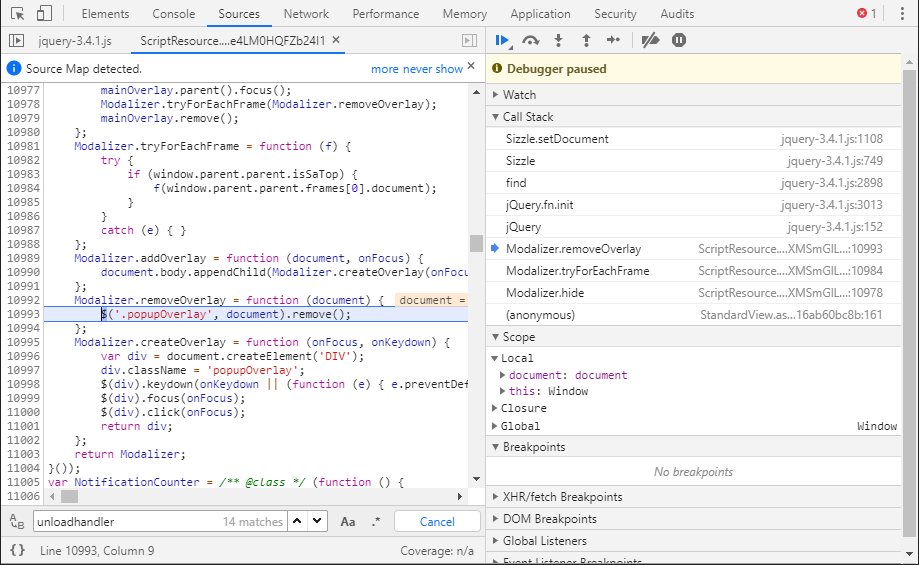 Elements Console Sources Network Performance Memory Application Security Audits 1
jquery-3.4.1.js ScriptResource....e4LM0HQFZb24I1 ×
Source Map detected. more never show ×
10977 mainOverlay.parent().focus();
10978 Modalizer.tryForEachFrame(Modalizer.removeOverlay);
10979 mainOverlay.remove();
10980 };
10981 Modalizer.tryForEachFrame = function (f) {
10982 try {
10983 if (window.parent.parent.isSaTop) {
10984 f(window.parent.parent.frames[0].document);
10985 }
10986 }
10987 catch (e) { }
10988 };
10989 Modalizer.addOverlay = function (document, onFocus) {
10990 document.body.appendChild(Modalizer.createOverlay(onFocu
10991 };
10992 Modalizer.removeOverlay = function (document) { document =
10993 $('.popupOverlay', document).remove();
10994 };
10995 Modalizer.createOverlay = function (onFocus, onKeydown) {
10996 var div = document.createElement('DIV');
10997 div.className = 'popupOverlay';
10998 $(div).keydown(onKeydown || (function (e) { e.preventDef
10999 $(div).focus(onFocus);
11000 $(div).click(onFocus);
11001 return div;
11002 };
11003 return Modalizer;
11004 }());
11005 var NotificationCounter = /** @class */ (function () {
11006
unloadhandler 14 matches Aa .* Cancel
{} Line 10993, Column 9 Coverage: n/a
Debugger paused
Watch
Call Stack
Sizzle.setDocument jquery-3.4.1.js:1108
Sizzle jquery-3.4.1.js:749
find jquery-3.4.1.js:2898
jQuery.fn.init jquery-3.4.1.js:3013
jQuery jquery-3.4.1.js:152
Modalizer.removeOverlay ScriptResource....XMSmGIL...:10993
Modalizer.tryForEachFrame ScriptResource....XMSmGIL...:10984
Modalizer.hide ScriptResource....XMSmGIL...:10978
(anonymous) StandardView.as...16ab60bc8b:161
Scope
Local
document: document
this: Window
Closure
Global Window
Breakpoints
No breakpoints
XHR/fetch Breakpoints
DOM Breakpoints
Global Listeners
Event Listener Breakpoints